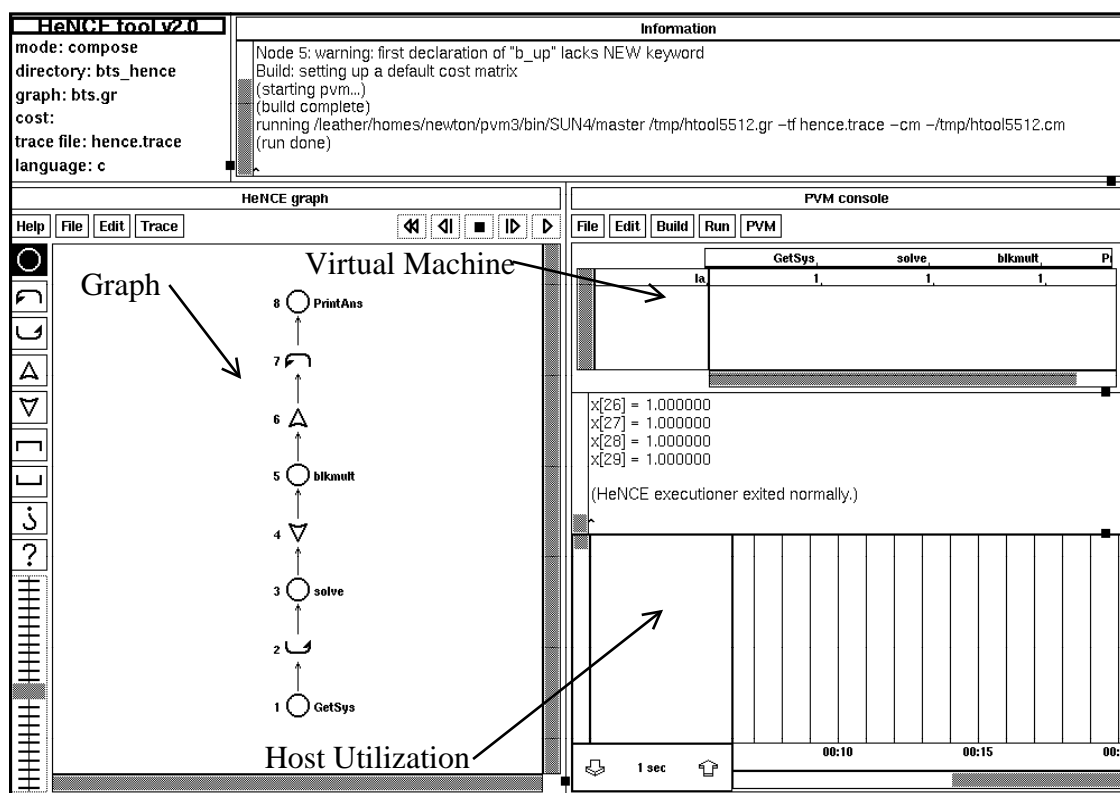 HeNCE tool v2.0
mode: compose
directory: bts_hence
graph: bts.gr
cost:
trace file: hence.trace
language: c
Information
Node 5: warning: first declaration of "b_up" lacks NEW keyword
Build: setting up a default cost matrix
(starting pvm...)
(build complete)
running /leather/homes/newton/pvm3/bin/SUN4/master /tmp/htool5512.gr –tf hence.trace –cm –/tmp/htool5512.cm
(run done)
^
HeNCE graph
Help File Edit Trace
Graph
8 PrintAns
7
6
5 blkmult
4
3 solve
2
1 GetSys
?
PVM console
File Edit Build Run PVM
Virtual Machine
GetSys solve blkmult
la 1 1 1
x[26] = 1.000000
x[27] = 1.000000
x[28] = 1.000000
x[29] = 1.000000
(HeNCE executioner exited normally.)
^
Host Utilization
1 sec
00:10 00:15 00: